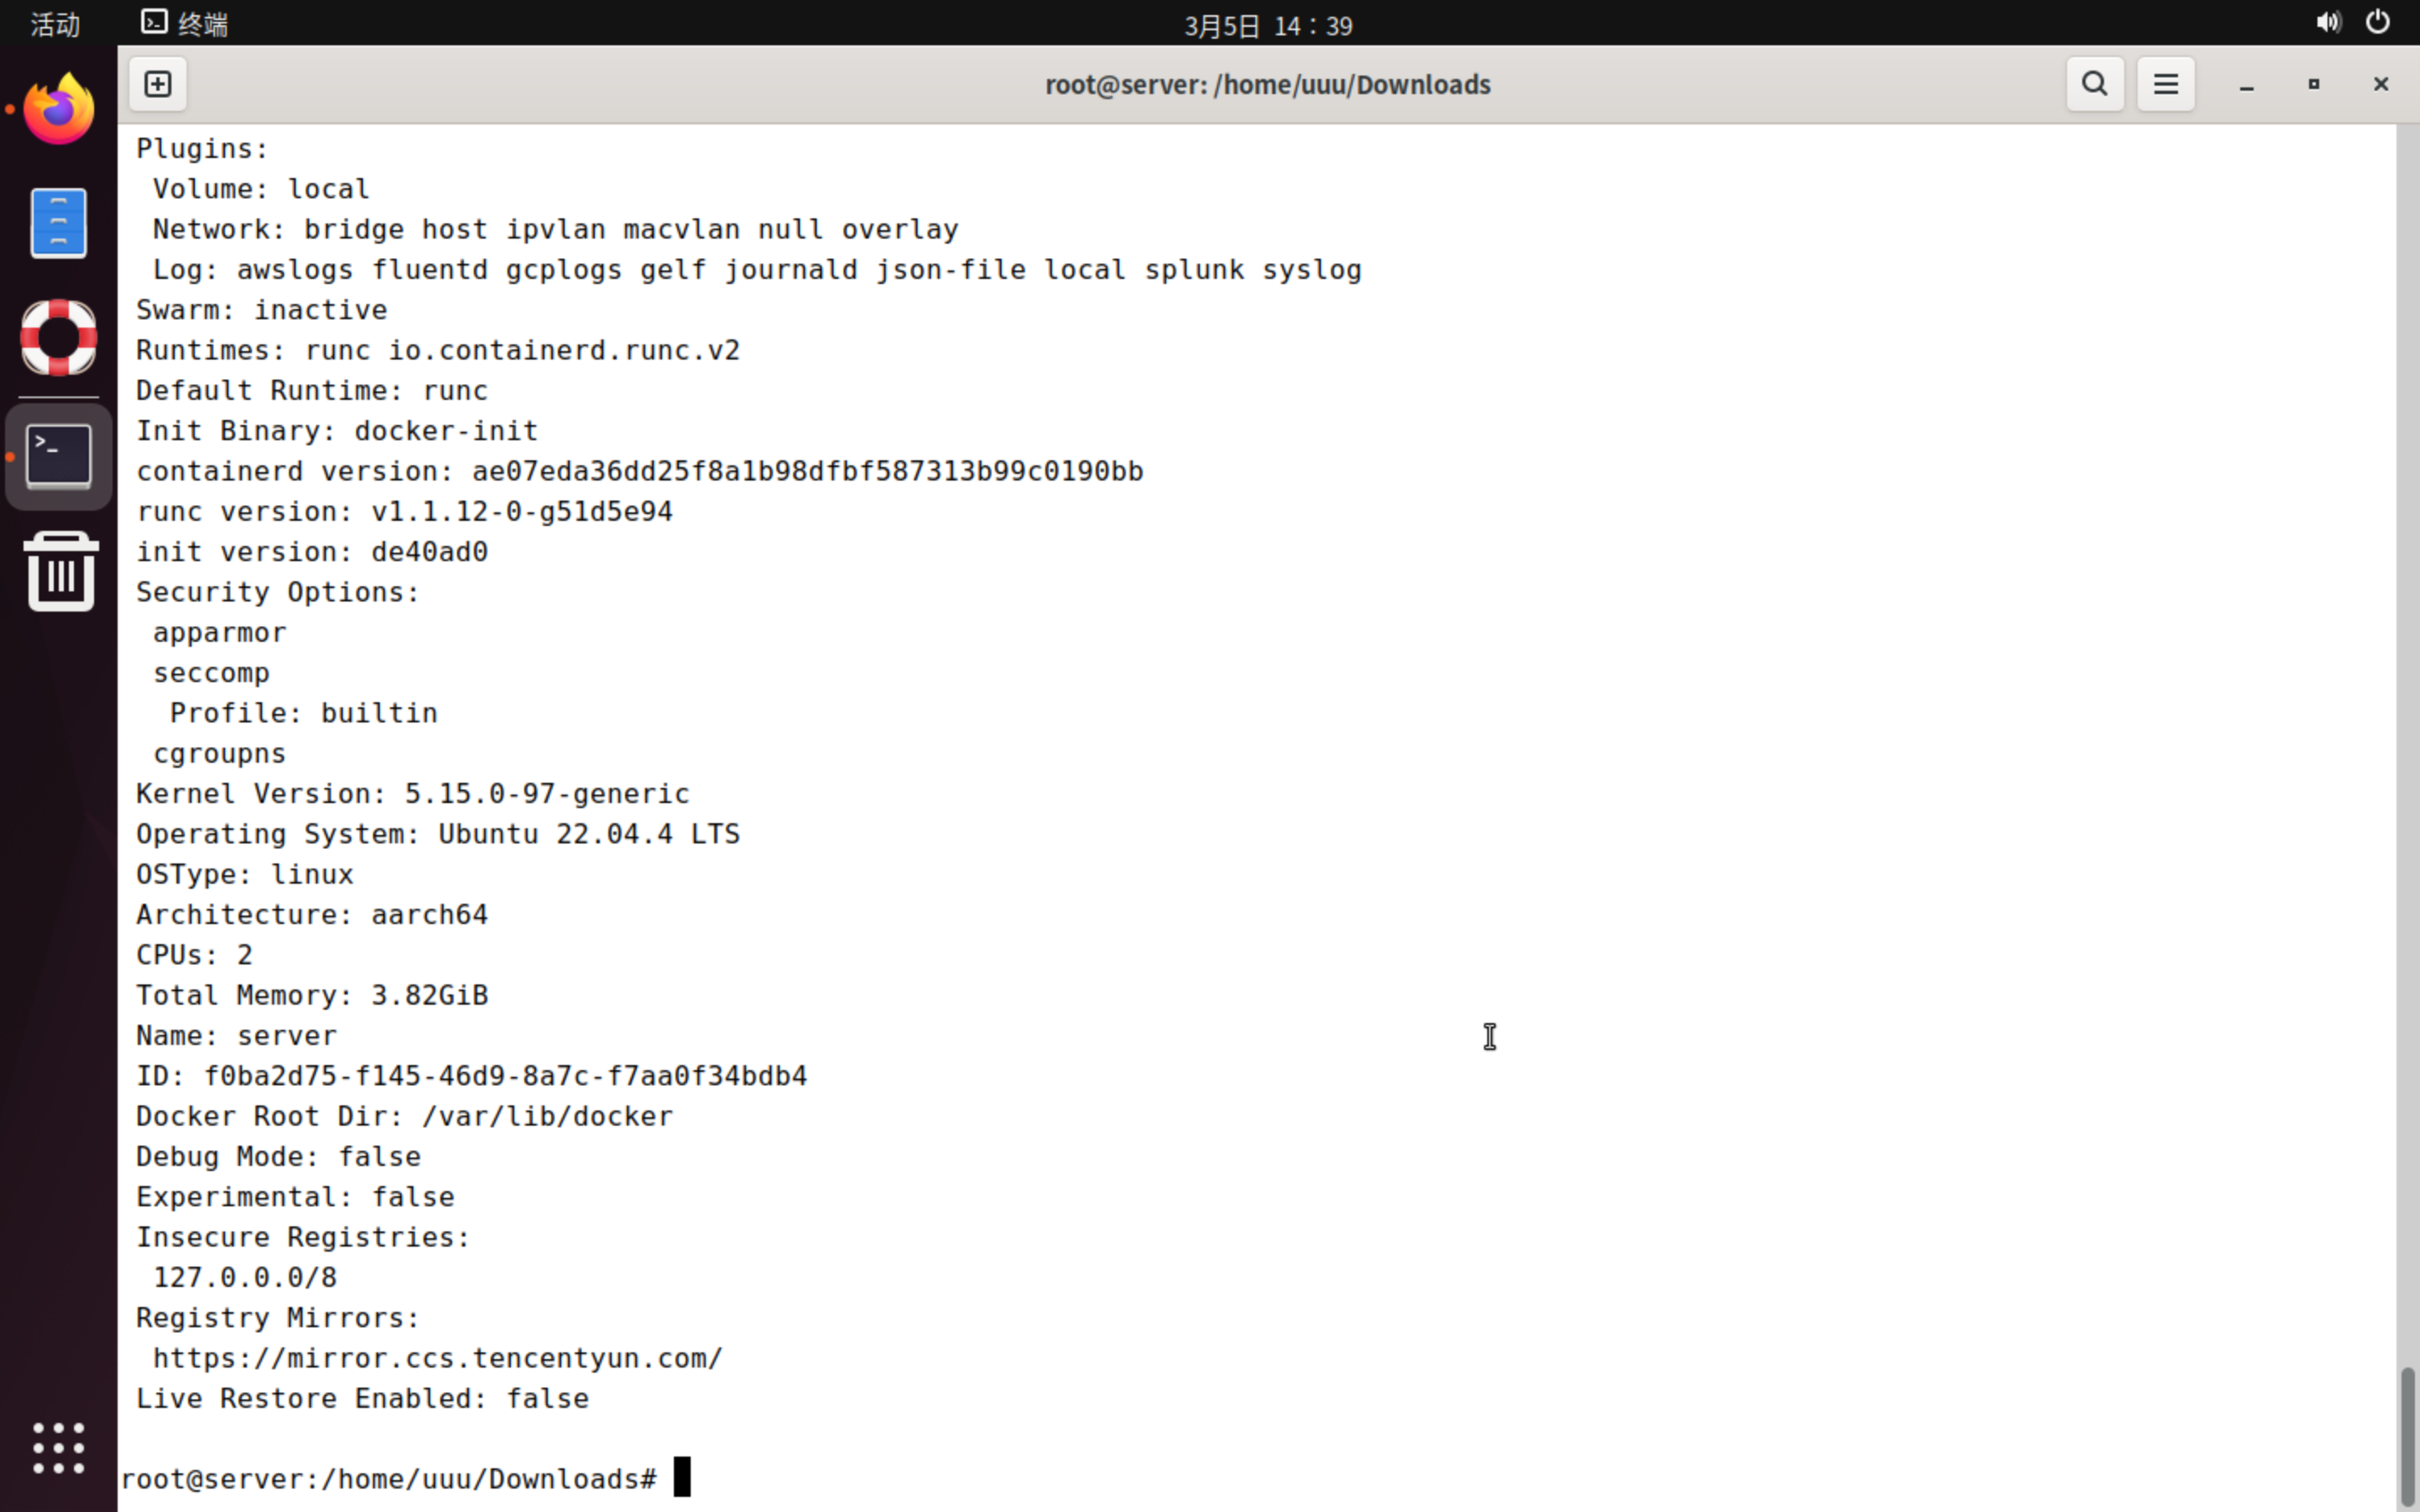 活动 终端 3月5日 14：39
root@server: /home/uuu/Downloads
Plugins:
Volume: local
Network: bridge host ipvlan macvlan null overlay
Log: awslogs fluentd gcplogs gelf journald json-file local splunk syslog
Swarm: inactive
Runtimes: runc io.containerd.runc.v2
Default Runtime: runc
Init Binary: docker-init
containerd version: ae07eda36dd25f8a1b98dfbf587313b99c0190bb
runc version: v1.1.12-0-g51d5e94
init version: de40ad0
Security Options:
apparmor
seccomp
Profile: builtin
cgroupns
Kernel Version: 5.15.0-97-generic
Operating System: Ubuntu 22.04.4 LTS
OSType: linux
Architecture: aarch64
CPUs: 2
Total Memory: 3.82GiB
Name: server
ID: f0ba2d75-f145-46d9-8a7c-f7aa0f34bdb4
Docker Root Dir: /var/lib/docker
Debug Mode: false
Experimental: false
Insecure Registries:
127.0.0.0/8
Registry Mirrors:
https://mirror.ccs.tencentyun.com/
Live Restore Enabled: false
root@server:/home/uuu/Downloads#